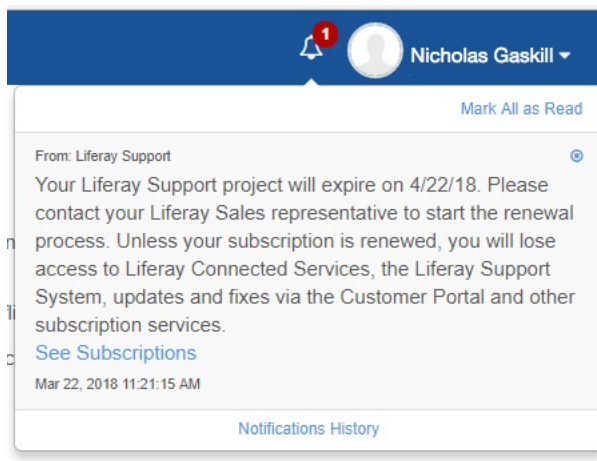 1
Nicholas Gaskill
Mark All as Read
From: Liferay Support
Your Liferay Support project will expire on 4/22/18. Please
contact your Liferay Sales representative to start the renewal
process. Unless your subscription is renewed, you will lose
access to Liferay Connected Services, the Liferay Support
System, updates and fixes via the Customer Portal and other
subscription services.
See Subscriptions
Mar 22, 2018 11:21:15 AM
Notifications History